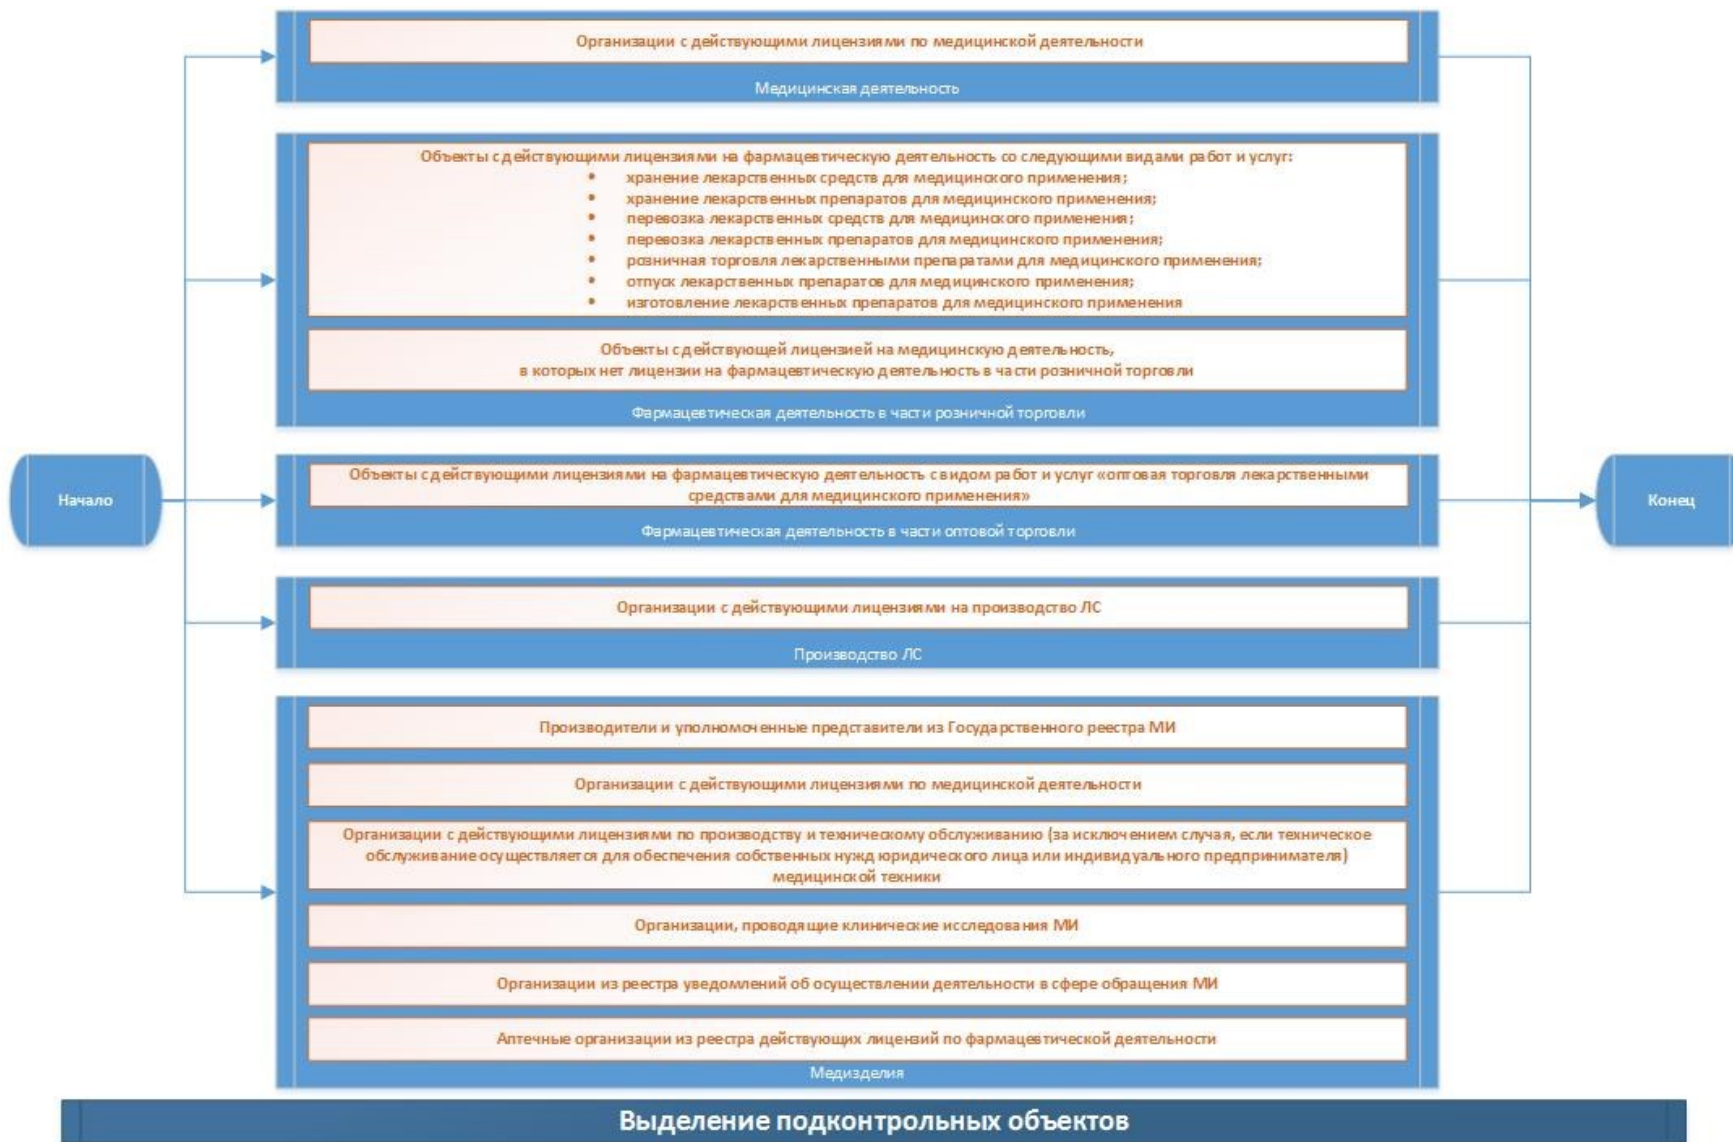 Организации с действующими лицензиями по медицинской деятельности
Медицинская деятельность
Объекты с действующими лицензиями на фармацевтическую деятельность со следующими видами работ и услуг:
• хранение лекарственных средств для медицинского применения;
• хранение лекарственных препаратов для медицинского применения;
• перевозка лекарственных средств для медицинского применения;
• перевозка лекарственных препаратов для медицинского применения;
• розничная торговля лекарственными препаратами для медицинского применения;
• отпуск лекарственных препаратов для медицинского применения;
• изготовление лекарственных препаратов для медицинского применения
Объекты с действующей лицензией на медицинскую деятельность,
в которых нет лицензии на фармацевтическую деятельность в части розничной торговли
Фармацевтическая деятельность в части розничной торговли
Начало
Объекты с действующими лицензиями на фармацевтическую деятельность с видом работ и услуг «оптовая торговля лекарственными
средствами для медицинского применения»
Фармацевтическая деятельность в части оптовой торговли
Конец
Организации с действующими лицензиями на производство ЛС
Производство ЛС
Производители и уполномоченные представители из Государственного реестра МИ
Организации с действующими лицензиями по медицинской деятельности
Организации с действующими лицензиями по производству и техническому обслуживанию (за исключением случая, если техническое
обслуживание осуществляется для обеспечения собственных нужд юридического лица или индивидуального предпринимателя)
медицинской техники
Организации, проводящие клинические исследования МИ
Организации из реестра уведомлений об осуществлении деятельности в сфере обращения МИ
Аптечные организации из реестра действующих лицензий по фармацевтической деятельности
Медизделия
Выделение подконтрольных объектов